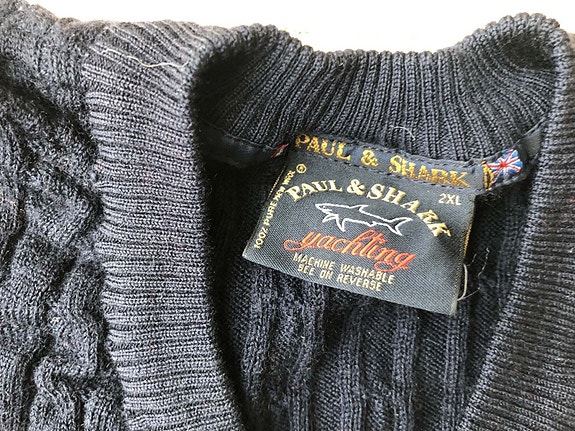 PAUL & SHARK
PAUL & SHARK
2XL
100% PURE NEW WOOL ®
yachting
MACHINE WASHABLE
SEE ON REVERSE